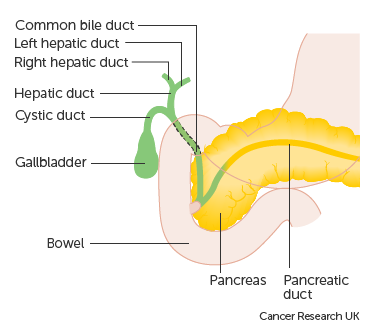 Common bile duct
Left hepatic duct
Right hepatic duct
Hepatic duct
Cystic duct
Gallbladder
Bowel
Pancreas
Pancreatic
duct
Cancer Research UK